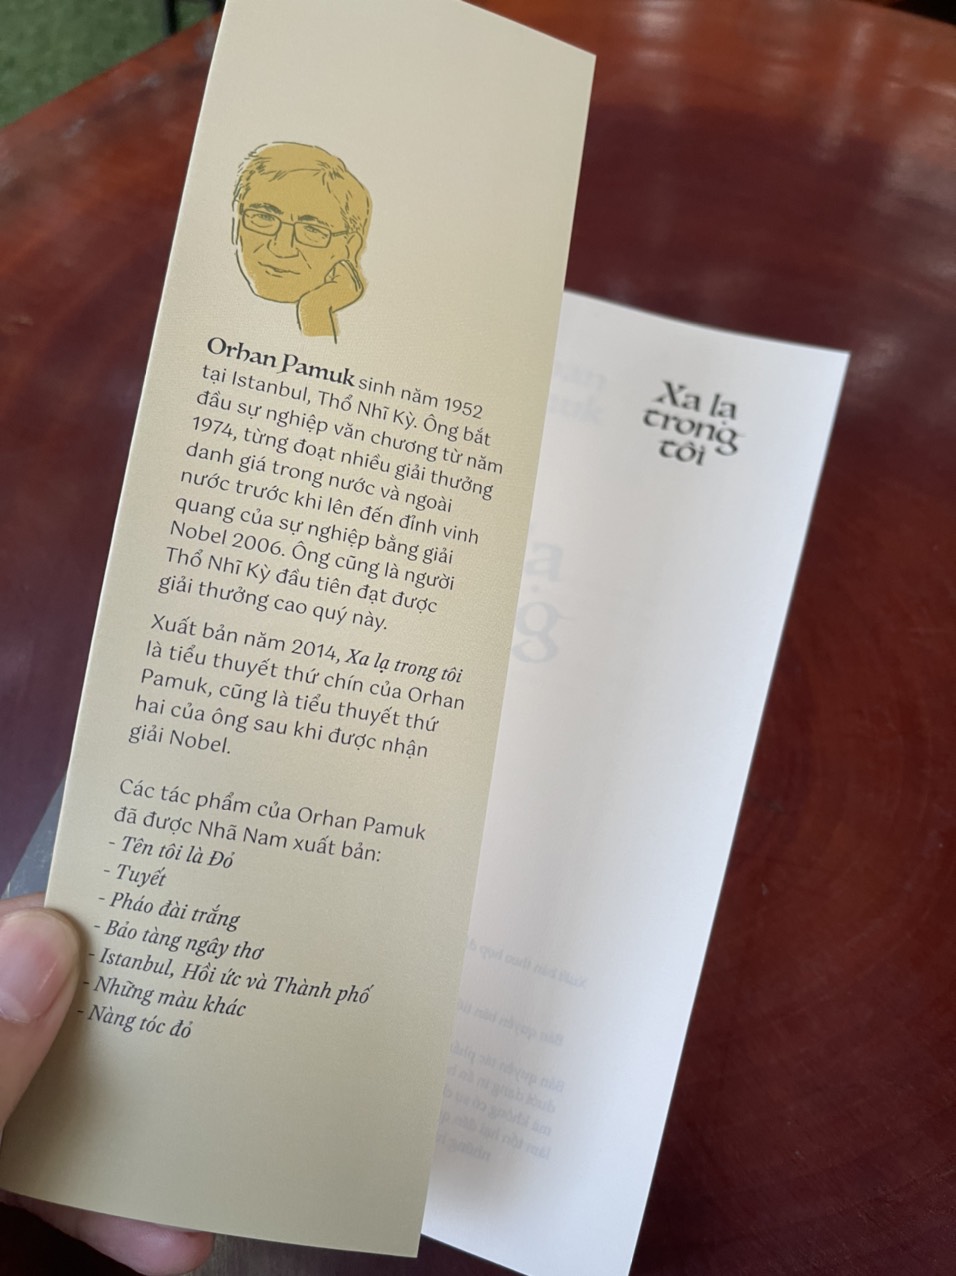 Orhan Pamuk sinh năm 1952
tại Istanbul, Thổ Nhĩ Kỳ. Ông bắt
đầu sự nghiệp văn chương từ năm
1974, từng đoạt nhiều giải thưởng
danh giá trong nước và ngoài
nước trước khi lên đến đỉnh vinh
quang của sự nghiệp bằng giải
Nobel 2006. Ông cũng là người
Thổ Nhĩ Kỳ đầu tiên đạt được
giải thưởng cao quý này.
Xuất bản năm 2014, Xa lạ trong tôi
là tiểu thuyết thứ chín của Orhan
Pamuk, cũng là tiểu thuyết thứ
hai của ông sau khi được nhận
giải Nobel.
Các tác phẩm của Orhan Pamuk
đã được Nhã Nam xuất bản:
- Tên tôi là Đỏ
- Tuyết
- Pháo đài trắng
- Bảo tàng ngây thơ
- Istanbul, Hồi ức và Thành phố
- Những màu khác
- Nàng tóc đỏ
Xa lạ
trong
tôi